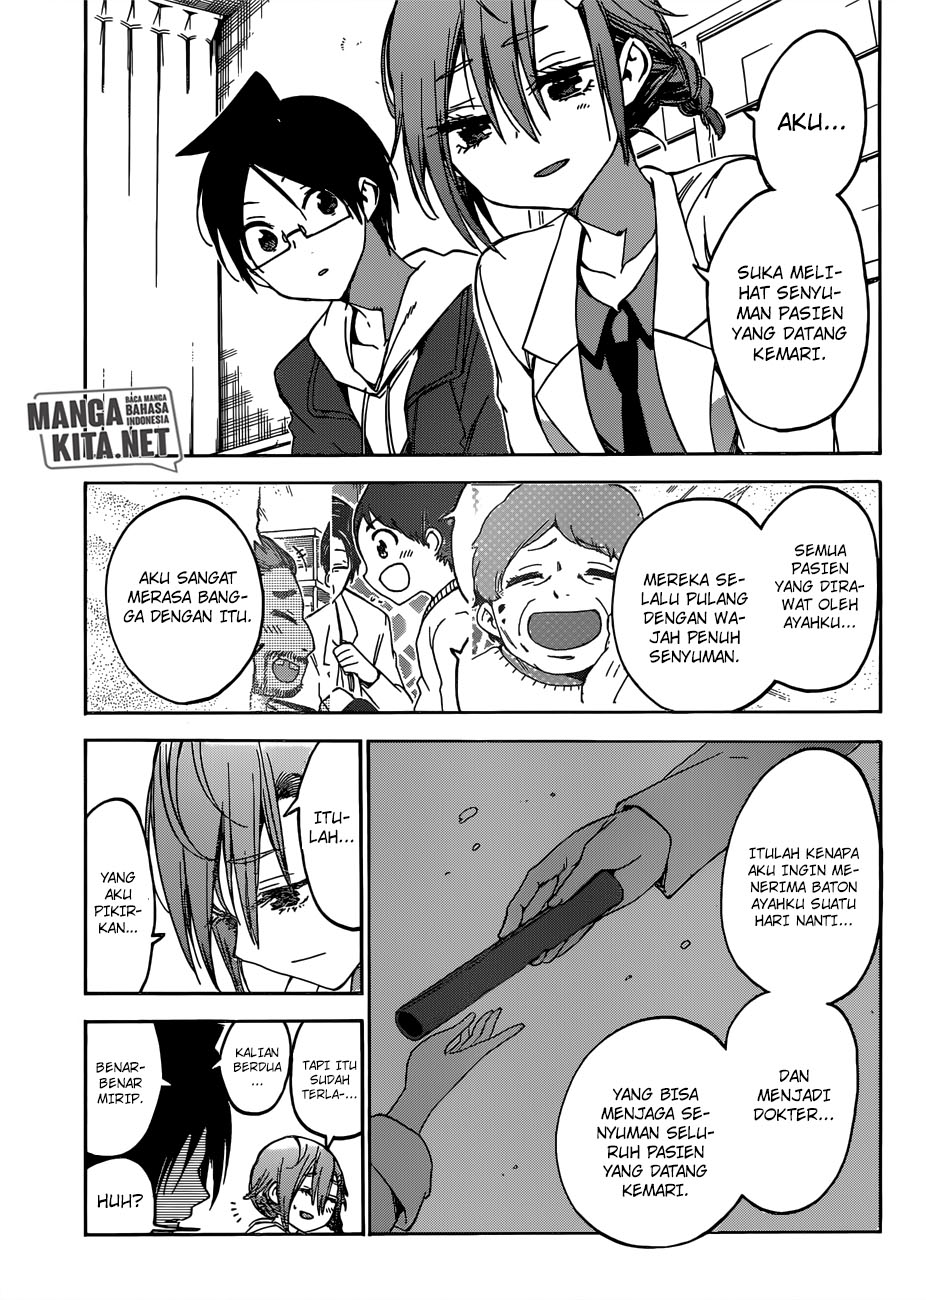 AKU...
SUKA MELI-
HAT SENYU-
MAN PASIEN
YANG DATANG
KEMARI.
MANGA
KITA.NET
BACA MANGA
BAHASA
INDONESIA
SEMUA
PASIEN
YANG DIRA-
WAT OLEH
AYAHKU...
MEREKA SE-
LALU PULANG
DENGAN WA-
JAH PENUH
SENYUMAN.
AKU SANGAT
MERASA BANG-
GA DENGAN ITU.
ITULAH KENAPA
AKU INGIN ME-
NERIMA BATON
AYAHKU SUATU
HARI NANTI...
DAN
MENJADI
DOKTER...
YANG BISA
MENJAGA SE-
NYUMAN SELU-
RUH PASIEN
YANG DATANG
KEMARI.
ITU-
LAH...
YANG
AKU
PIKIR-
KAN...
TAPI ITU
SUDAH
TERLA-...
KALIAN
BERDUA
...
BENAR-
BENAR
MIRIP.
HUH?